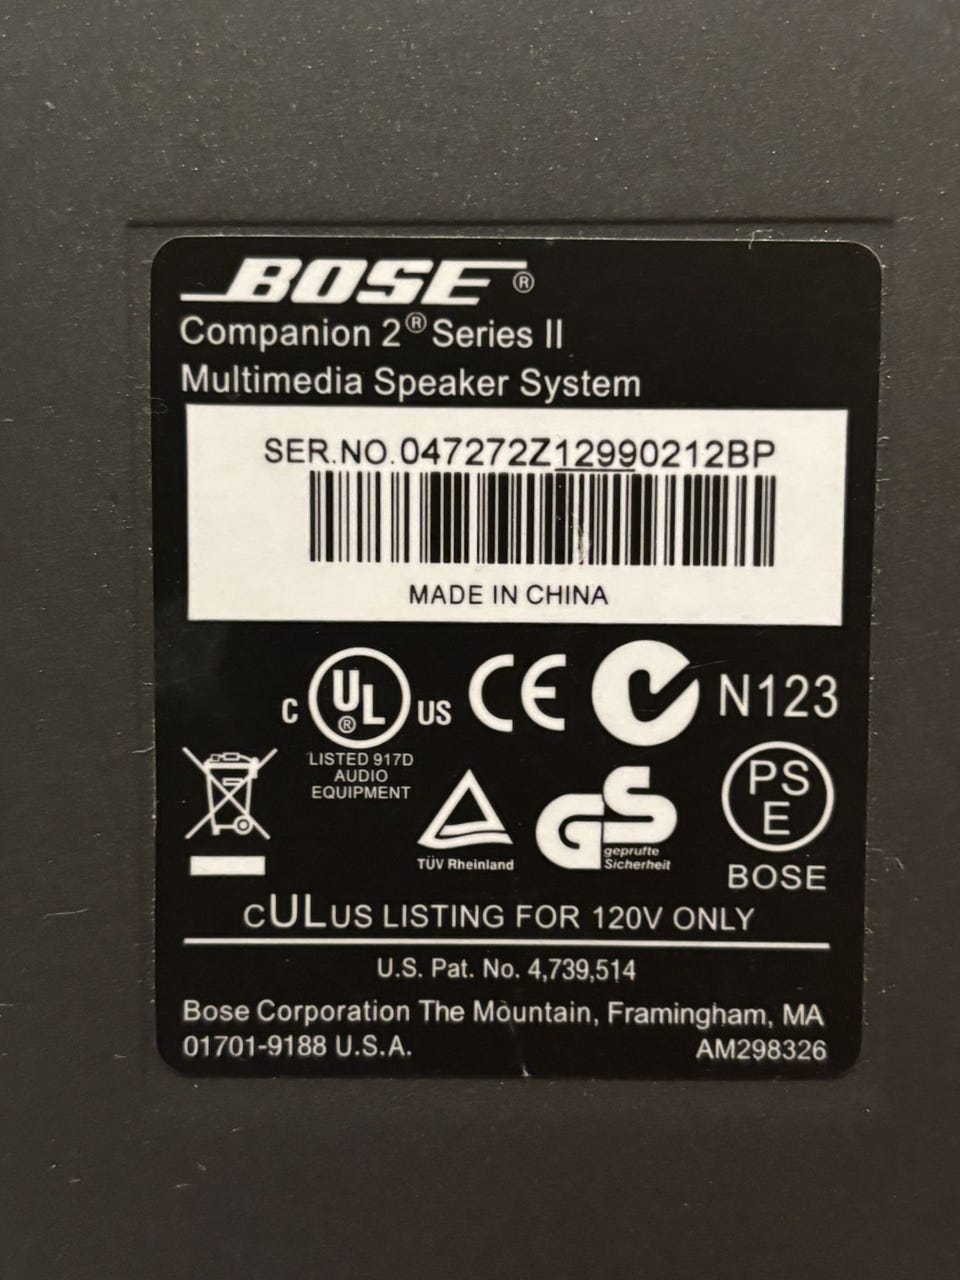 BOSE®
Companion 2® Series II
Multimedia Speaker System
SER.NO.047272Z12990212BP
MADE IN CHINA
C UL® US CE N123
LISTED 917D
AUDIO
EQUIPMENT
TÜV Rheinland
GS
geprufte
Sicherheit
PS
E
BOSE
CULUS LISTING FOR 120V ONLY
U.S. Pat. No. 4,739,514
Bose Corporation The Mountain, Framingham, MA
01701-9188 U.S.A. AM298326